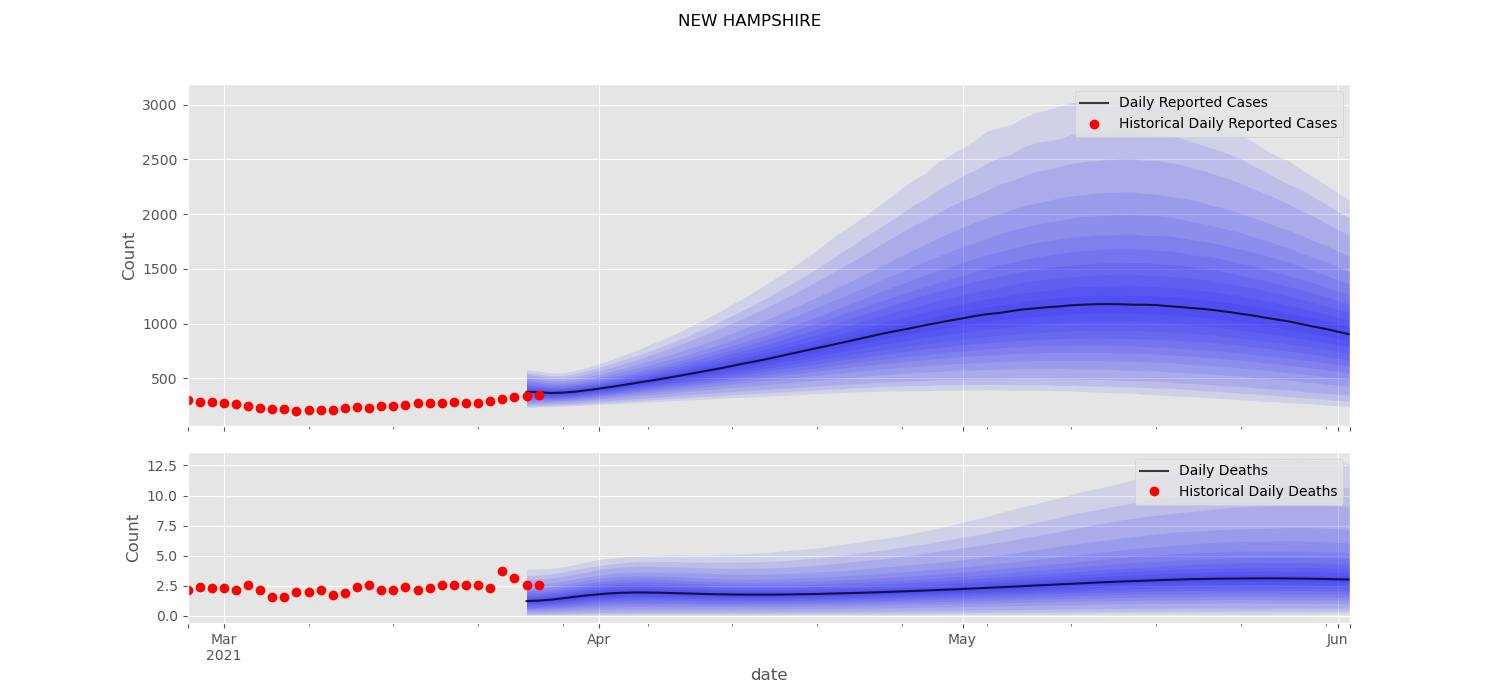 NEW HAMPSHIRE
3000
2500
2000
1500
1000
500
Count
Daily Reported Cases
Historical Daily Reported Cases
12.5
10.0
7.5
5.0
2.5
0.0
Count
Daily Deaths
Historical Daily Deaths
Mar
2021
Apr
May
Jun
date